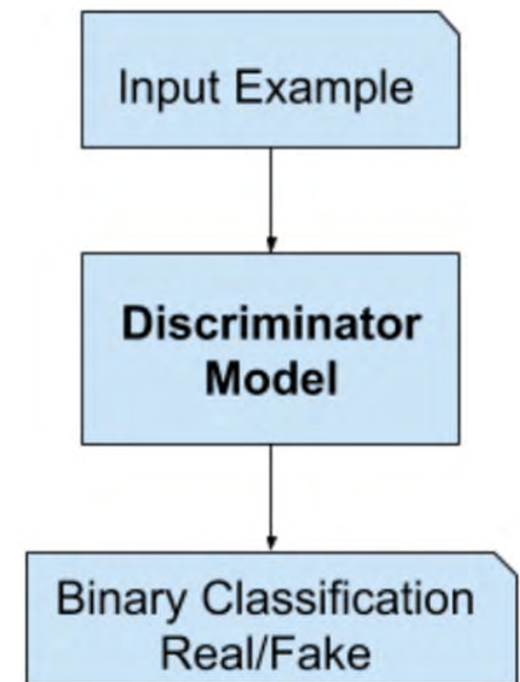 Input Example
Discriminator
Model
Binary Classification
Real/Fake